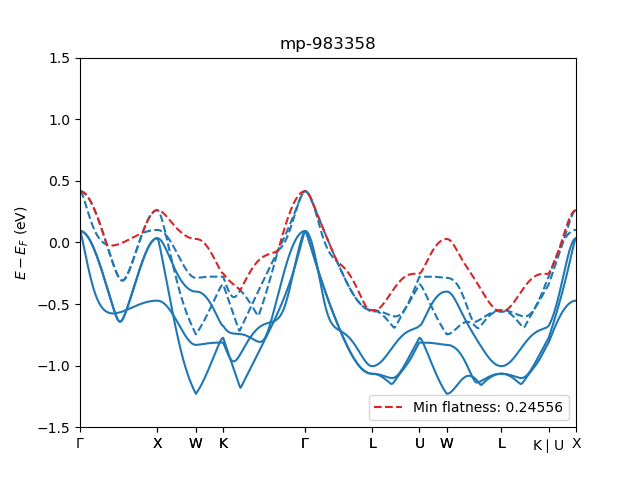 mp-983358
E − E_F (eV)
1.5
1.0
0.5
0.0
−0.5
−1.0
−1.5
Min flatness: 0.24556
Γ X W K Γ L U W L K | U X